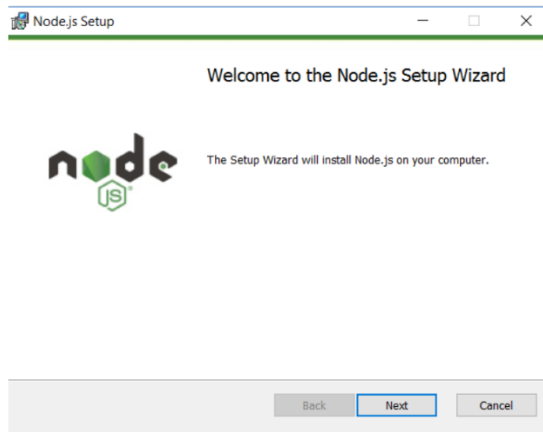 Node.js Setup
Welcome to the Node.js Setup Wizard
node
JS
The Setup Wizard will install Node.js on your computer.
Back Next Cancel